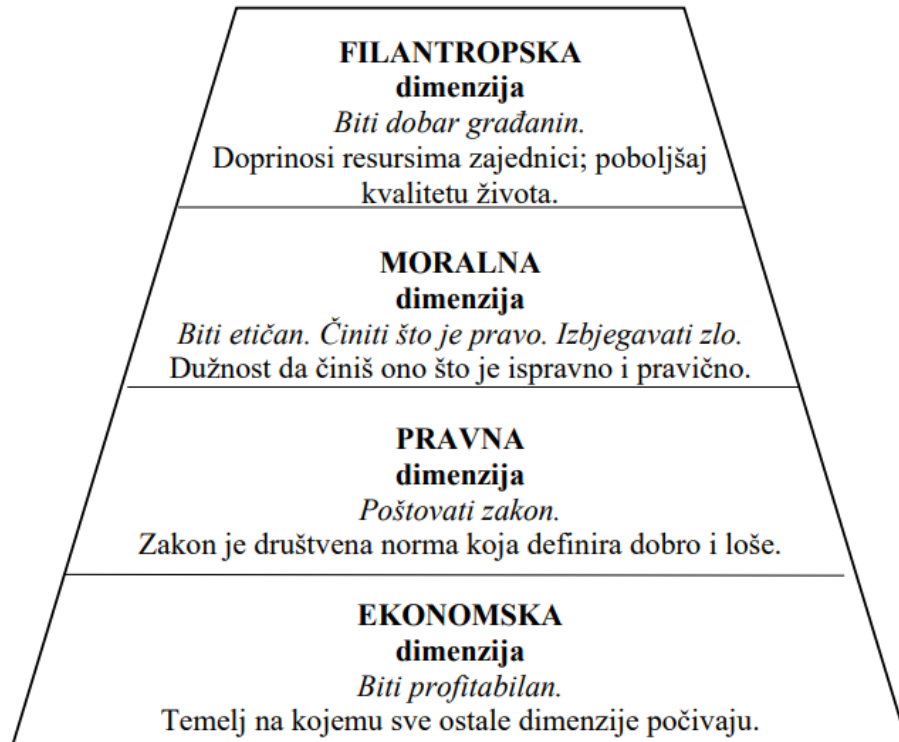 FILANTROPSKA
dimenzija
Biti dobar građanin.
Doprinosi resursima zajednici; poboljšaj
kvalitetu života.
MORALNA
dimenzija
Biti etičan. Činiti što je pravo. Izbjegavati zlo.
Dužnost da činiš ono što je ispravno i pravično.
PRAVNA
dimenzija
Poštovati zakon.
Zakon je društvena norma koja definira dobro i loše.
EKONOMSKA
dimenzija
Biti profitabilan.
Temelj na kojemu sve ostale dimenzije počivaju.